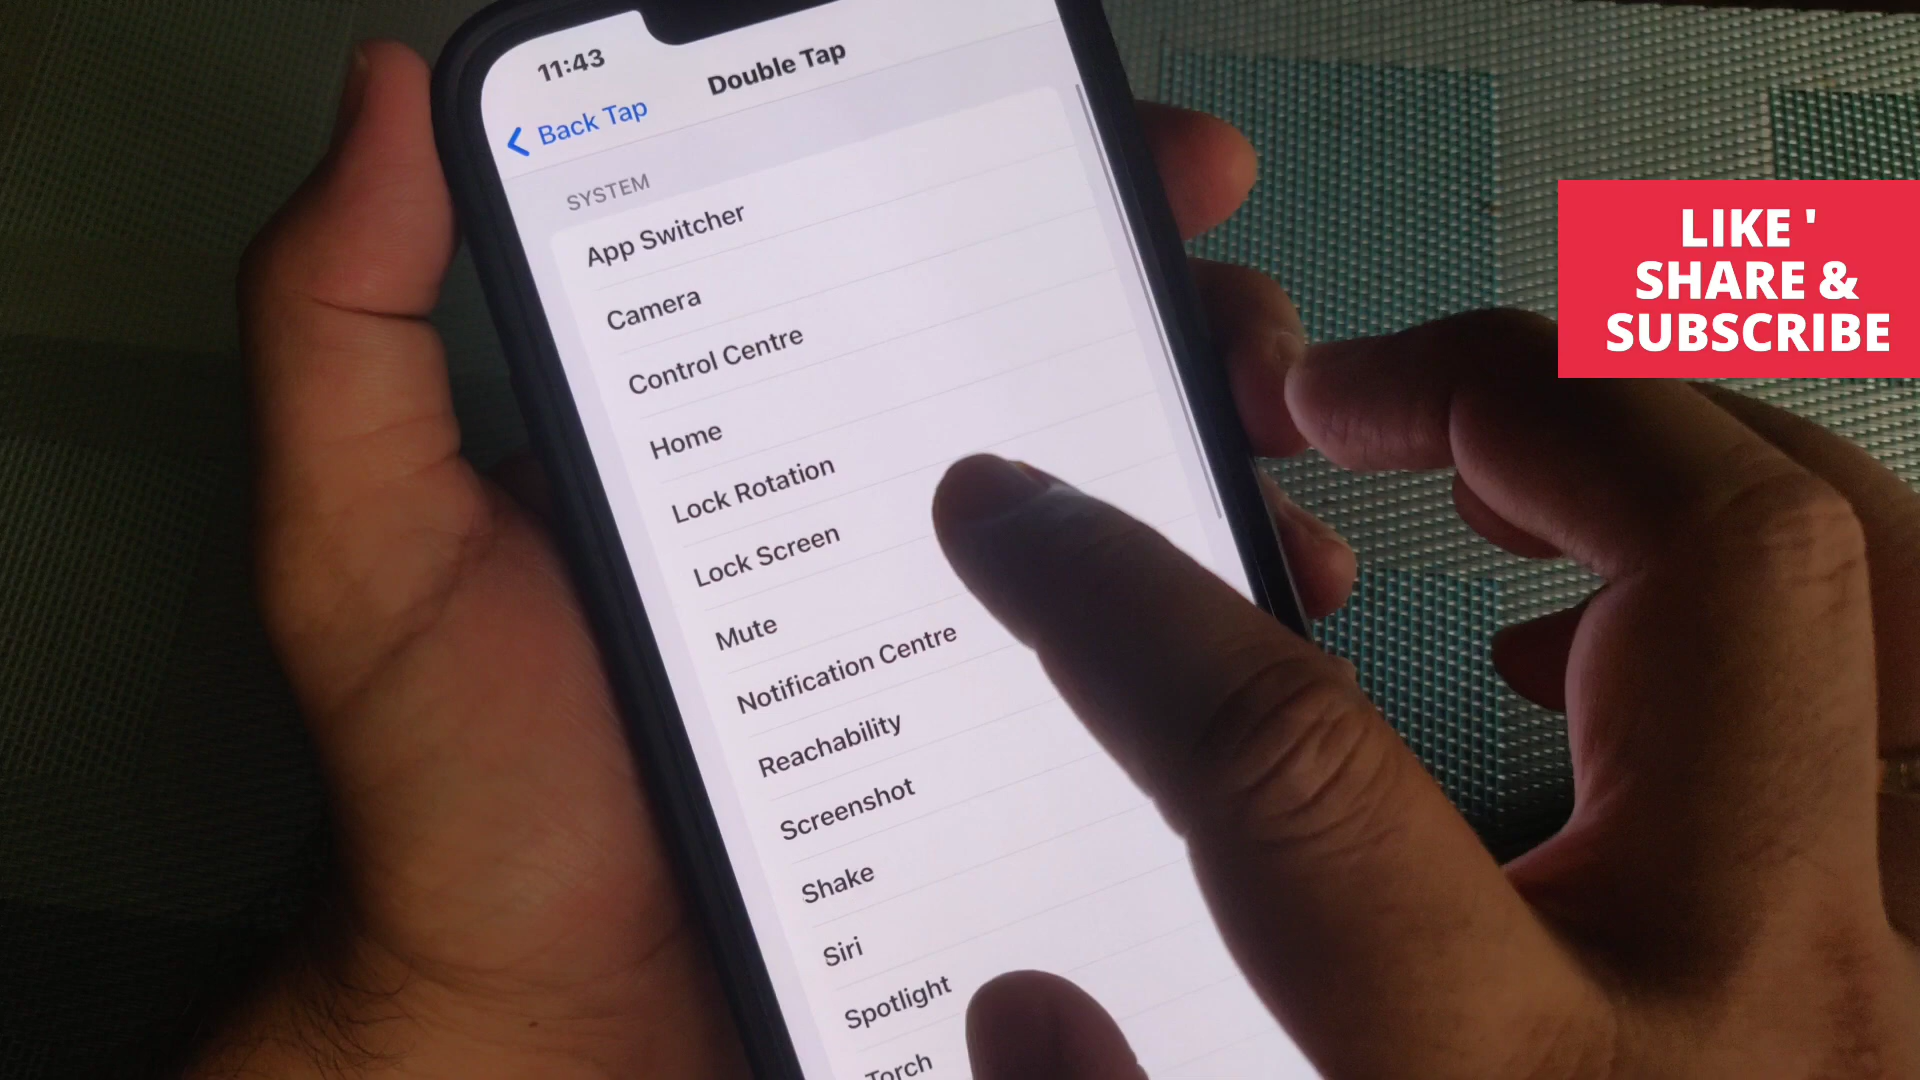 11:43
Back Tap
Double Tap
SYSTEM
App Switcher
Camera
Control Centre
Home
Lock Rotation
Lock Screen
Mute
Notification Centre
Reachability
Screenshot
Shake
Siri
Spotlight
Torch
LIKE '
SHARE &
SUBSCRIBE